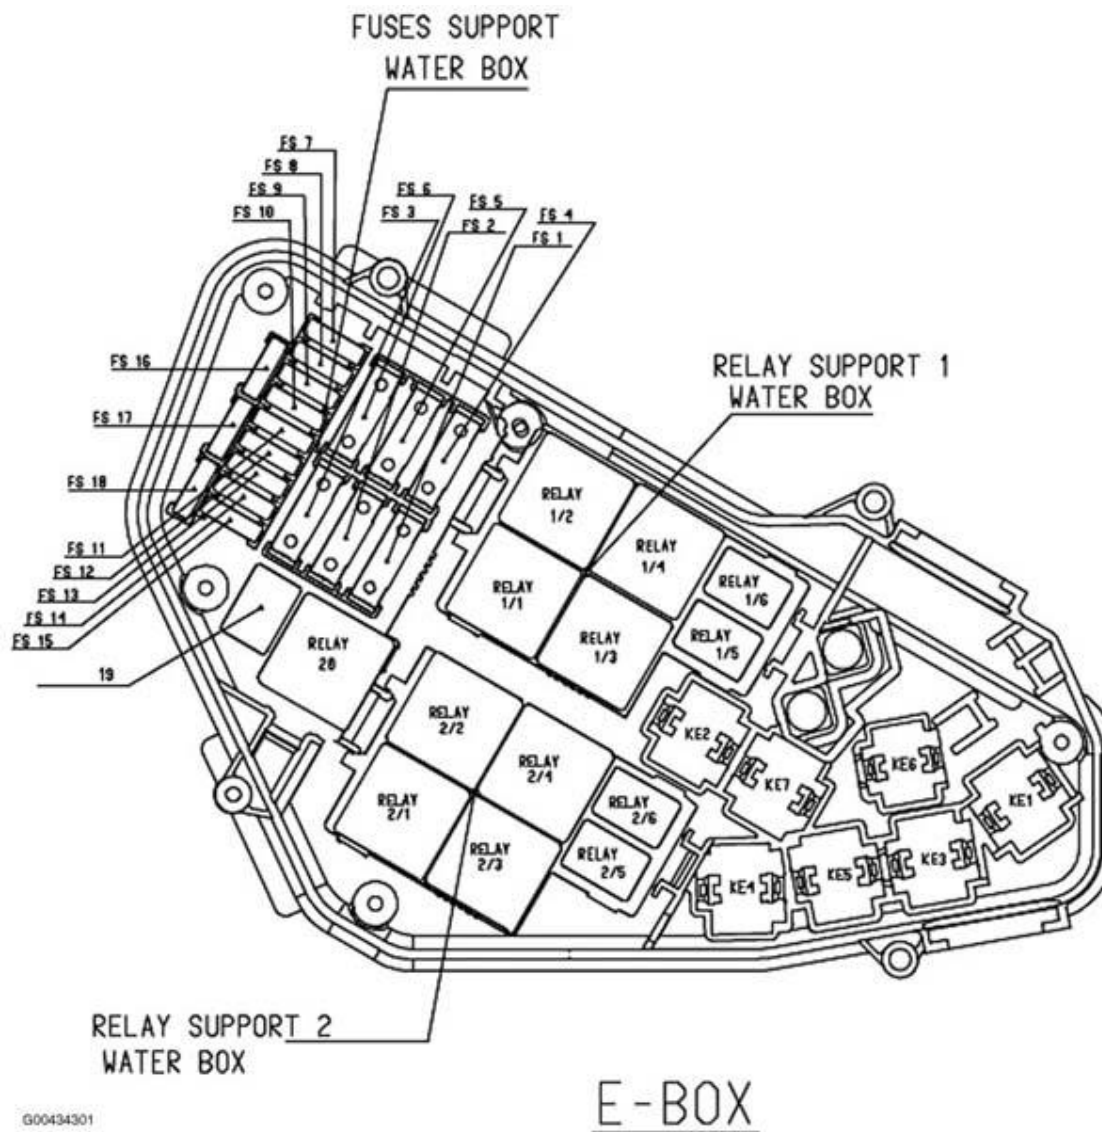 FUSES SUPPORT
WATER BOX
FS 7
FS 8
FS 9
FS 10
FS 6
FS 3
FS 5
FS 2
FS 4
FS 1
FS 16
FS 17
FS 18
FS 11
FS 12
FS 13
FS 14
FS 15
19
RELAY SUPPORT 1
WATER BOX
RELAY
1/2
RELAY
1/4
RELAY
1/6
RELAY
1/1
RELAY
1/3
RELAY
1/5
RELAY
20
RELAY
2/2
RELAY
2/4
RELAY
2/6
RELAY
2/1
RELAY
2/3
RELAY
2/5
KE2
KE7
KE6
KE1
KE4
KE5
KE3
RELAY SUPPORT 2
WATER BOX
E-BOX
G00434301